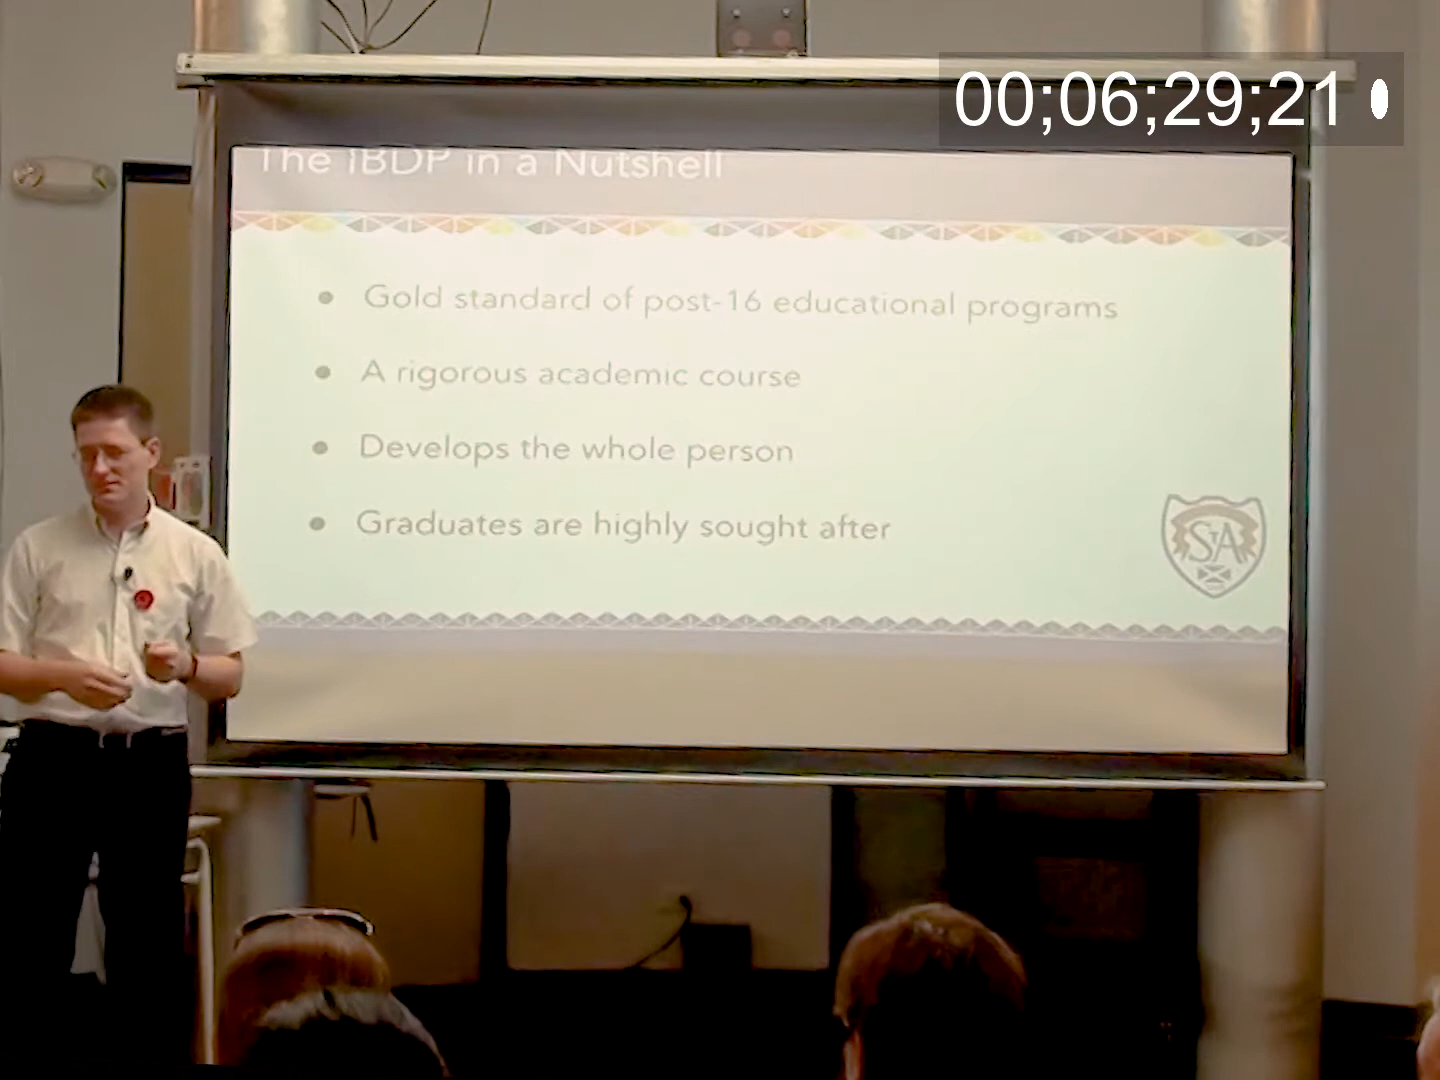 00;06;29;21
The IBDP in a Nutshell
• Gold standard of post-16 educational programs
• A rigorous academic course
• Develops the whole person
• Graduates are highly sought after
STA